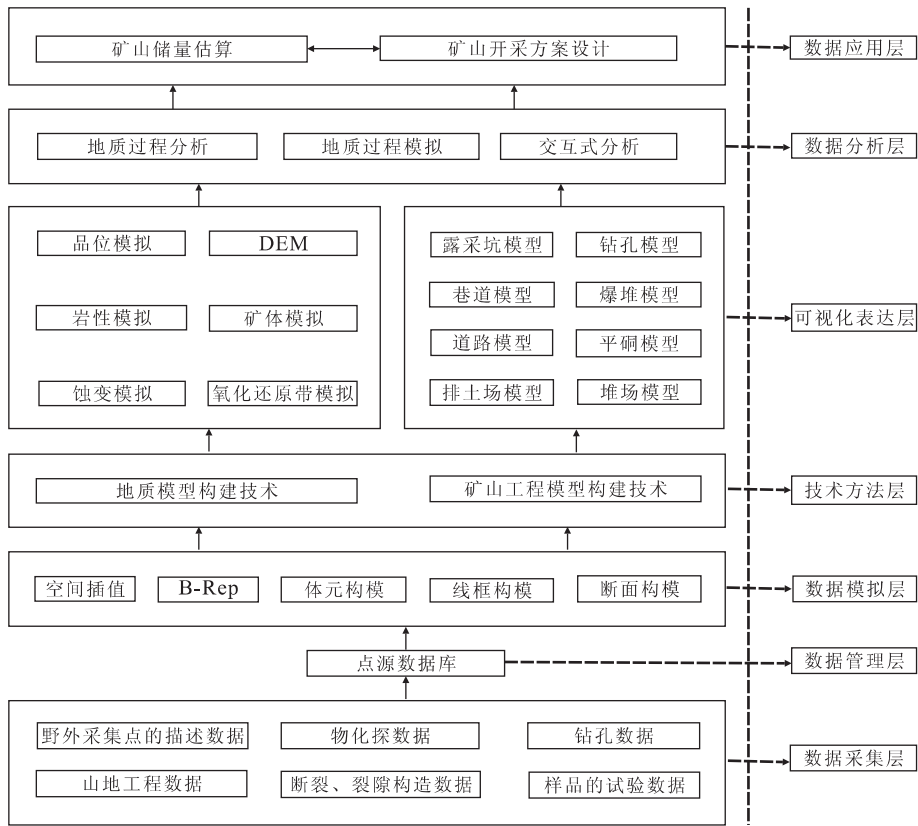 矿山储量估算
矿山开采方案设计
数据应用层
地质过程分析
地质过程模拟
交互式分析
数据分析层
品位模拟
DEM
岩性模拟
矿体模拟
蚀变模拟
氧化还原带模拟
露采坑模型
钻孔模型
巷道模型
爆堆模型
道路模型
平硐模型
排土场模型
堆场模型
可视化表达层
地质模型构建技术
矿山工程模型构建技术
技术方法层
空间插值
B-Rep
体元构模
线框构模
断面构模
数据模拟层
点源数据库
数据管理层
野外采集点的描述数据
物化探数据
钻孔数据
山地工程数据
断裂、裂隙构造数据
样品的试验数据
数据采集层